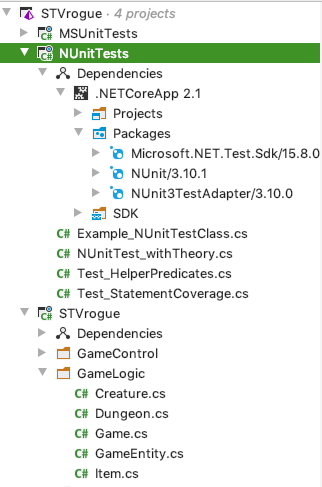 STVrogue · 4 projects
MSUnitTests
NUnitTests
Dependencies
.NETCoreApp 2.1
Projects
Packages
Microsoft.NET.Test.Sdk/15.8.0
NUnit/3.10.1
NUnit3TestAdapter/3.10.0
SDK
C# Example_NUnitTestClass.cs
C# NUnitTest_withTheory.cs
C# Test_HelperPredicates.cs
C# Test_StatementCoverage.cs
STVrogue
Dependencies
GameControl
GameLogic
C# Creature.cs
C# Dungeon.cs
C# Game.cs
C# GameEntity.cs
C# Item.cs